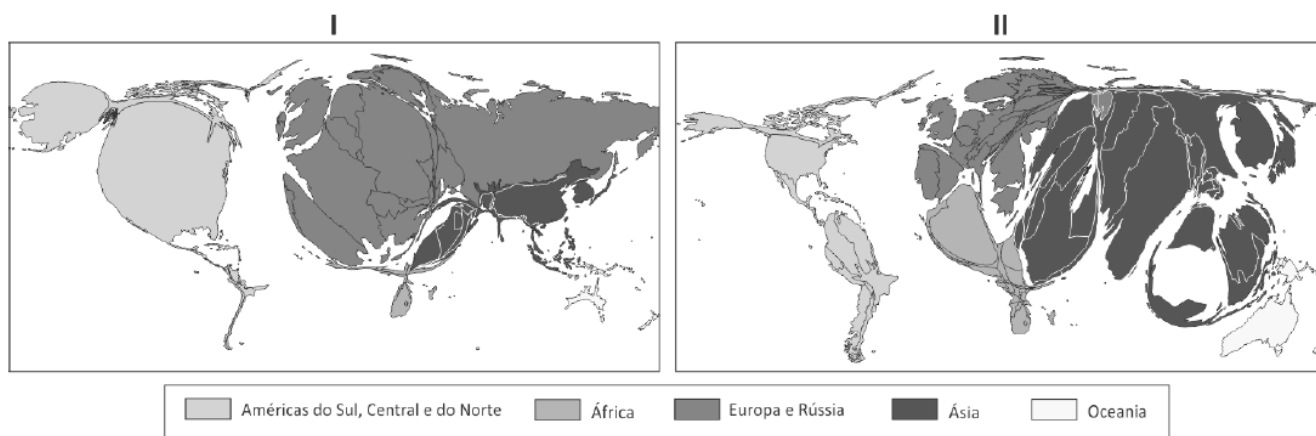 I
II
Américas do Sul, Central e do Norte
África
Europa e Rússia
Ásia
Oceania